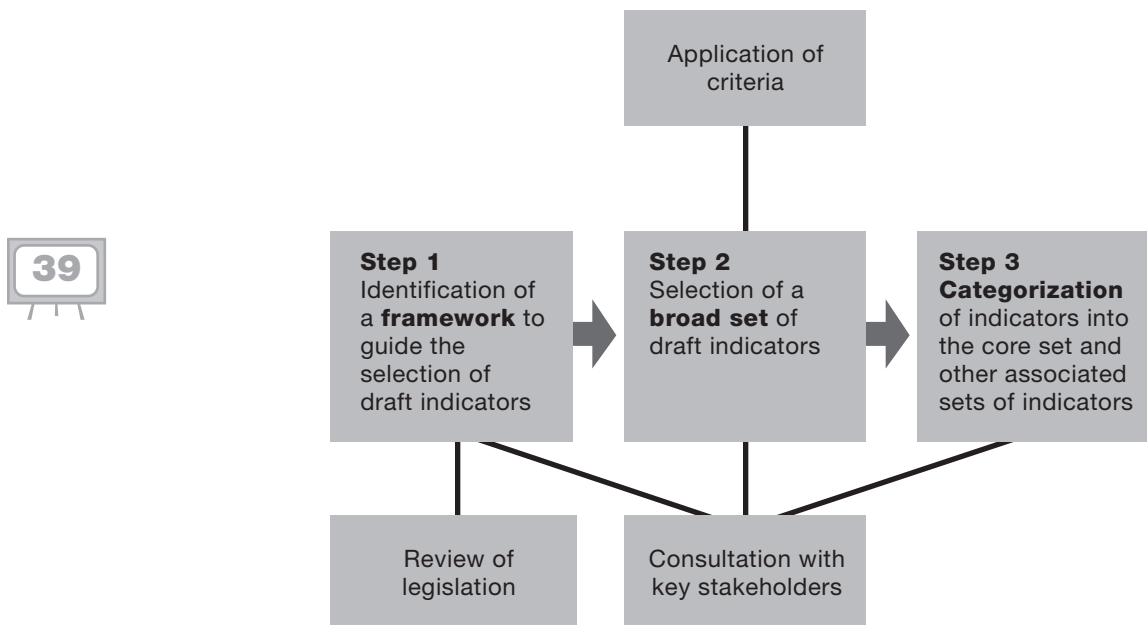 Application of
criteria
39
Step 1
Identification of
a framework to
guide the
selection of
draft indicators
Step 2
Selection of a
broad set of
draft indicators
Step 3
Categorization
of indicators into
the core set and
other associated
sets of indicators
Review of
legislation
Consultation with
key stakeholders